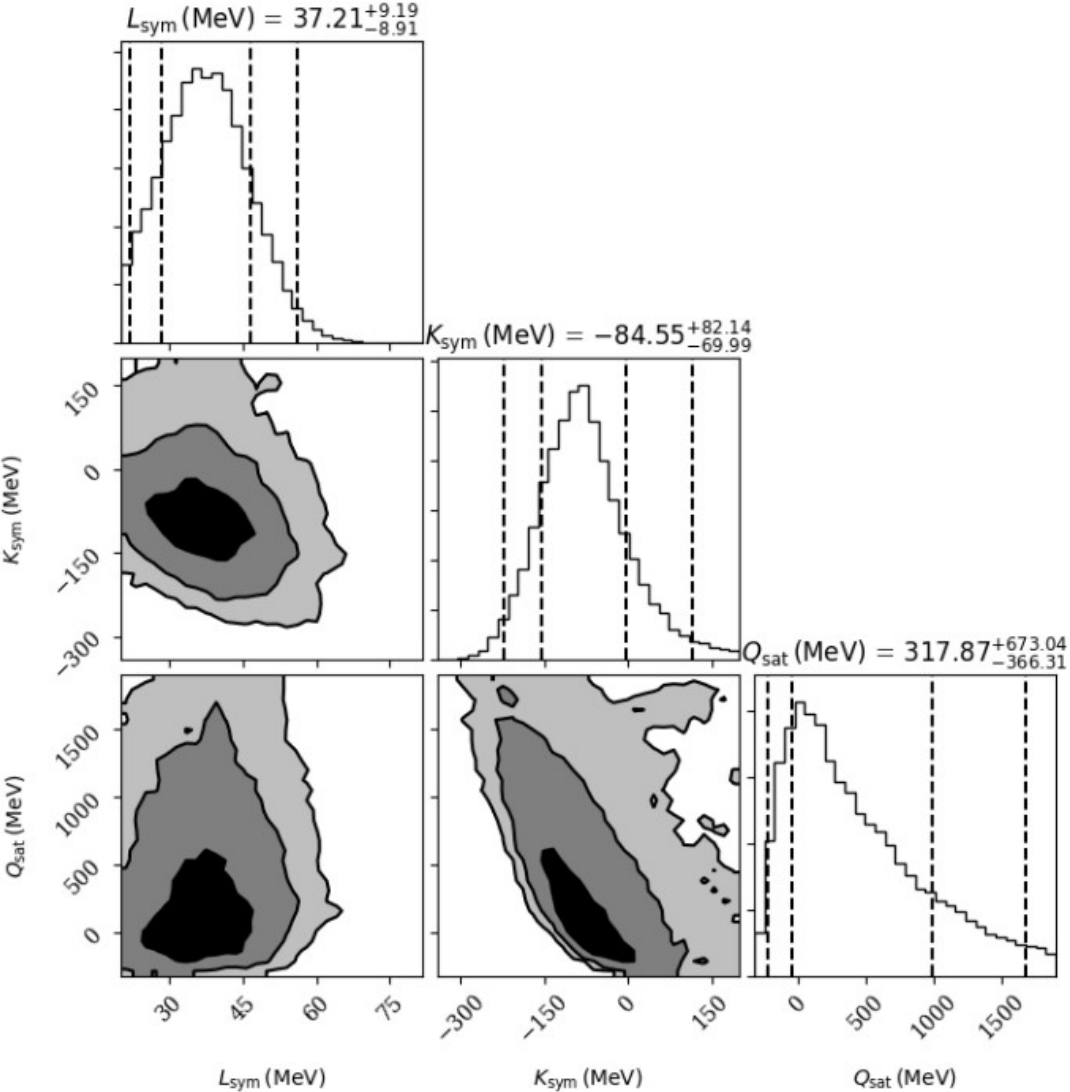 L_sym (MeV) = 37.21 +9.19 −8.91
K_sym (MeV) = −84.55 +82.14 −69.99
150
0
−150
−300
K_sym (MeV)
Q_sat (MeV) = 317.87 +673.04 −366.31
1500
1000
500
0
Q_sat (MeV)
30 45 60 75
−300 −150 0 150
0 500 1000 1500
L_sym (MeV)
K_sym (MeV)
Q_sat (MeV)